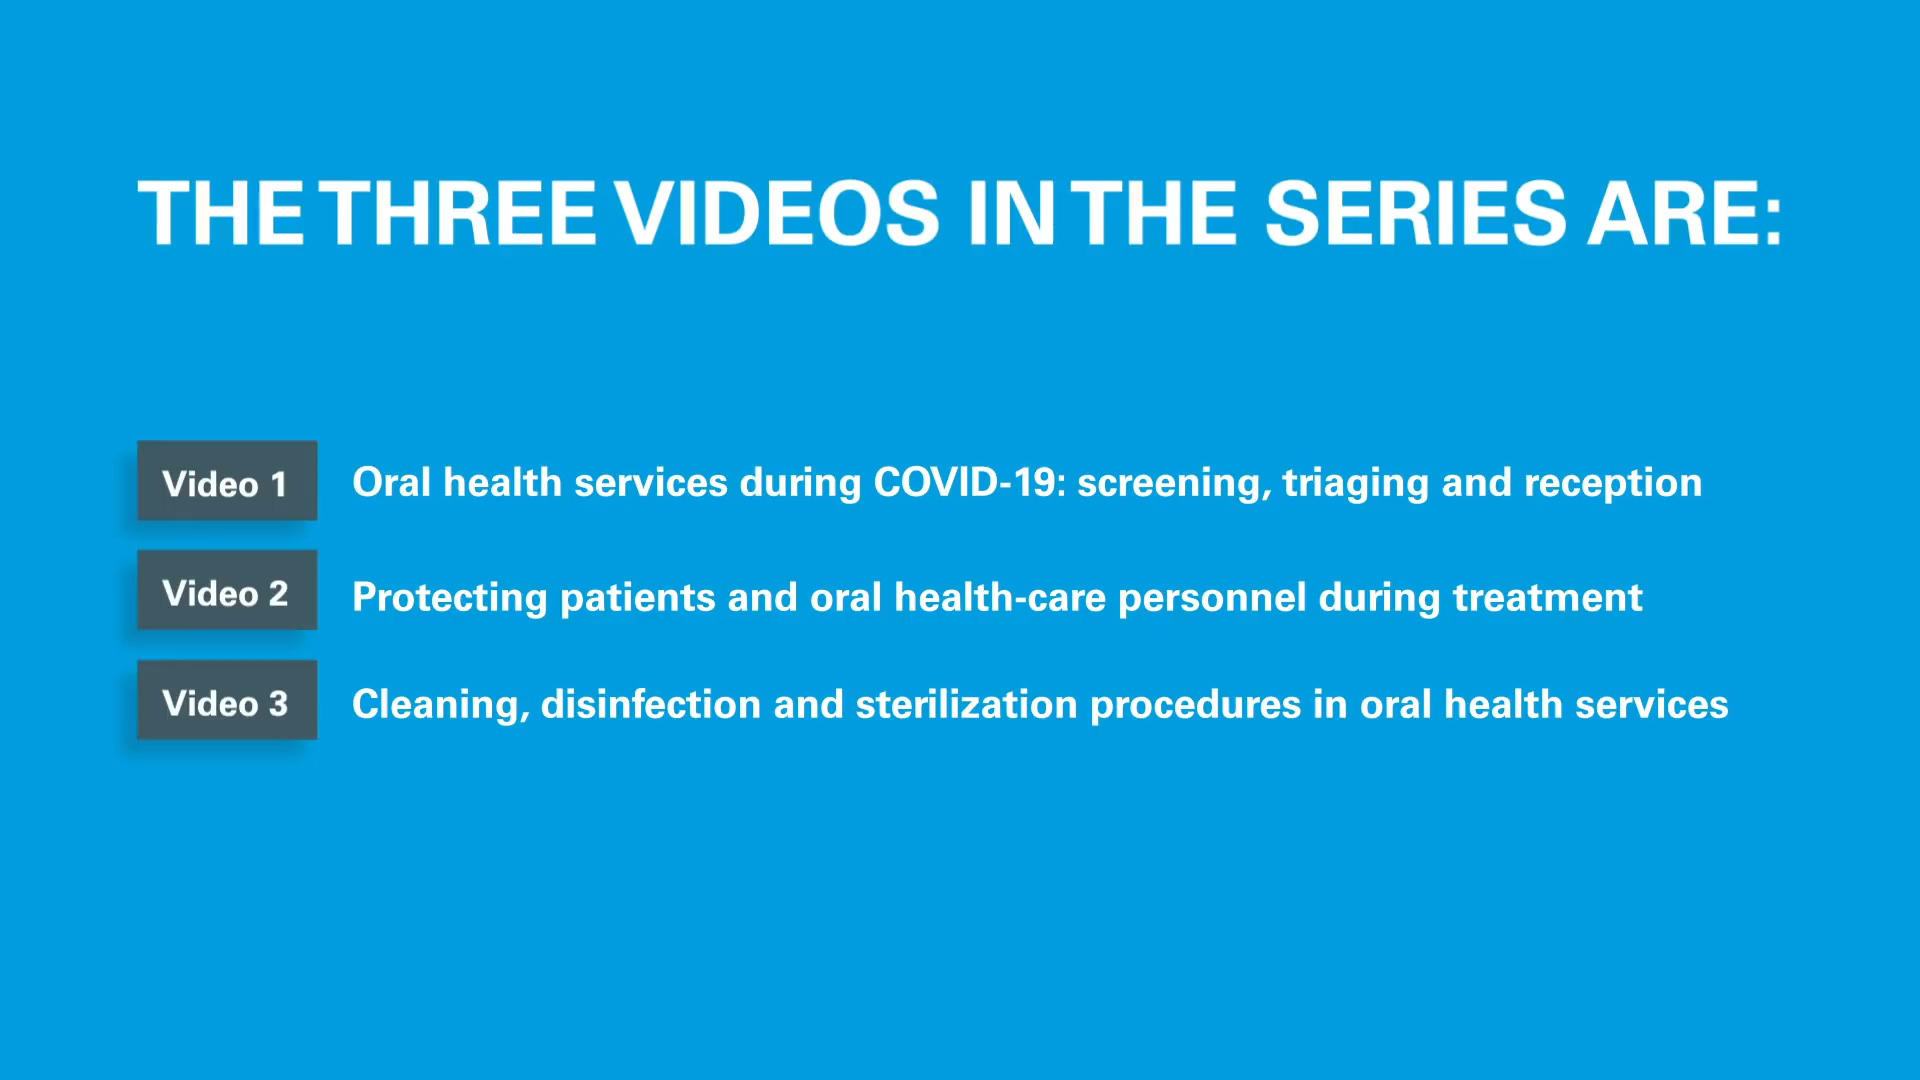 THE THREE VIDEOS IN THE SERIES ARE:
Video 1 Oral health services during COVID-19: screening, triaging and reception
Video 2 Protecting patients and oral health-care personnel during treatment
Video 3 Cleaning, disinfection and sterilization procedures in oral health services